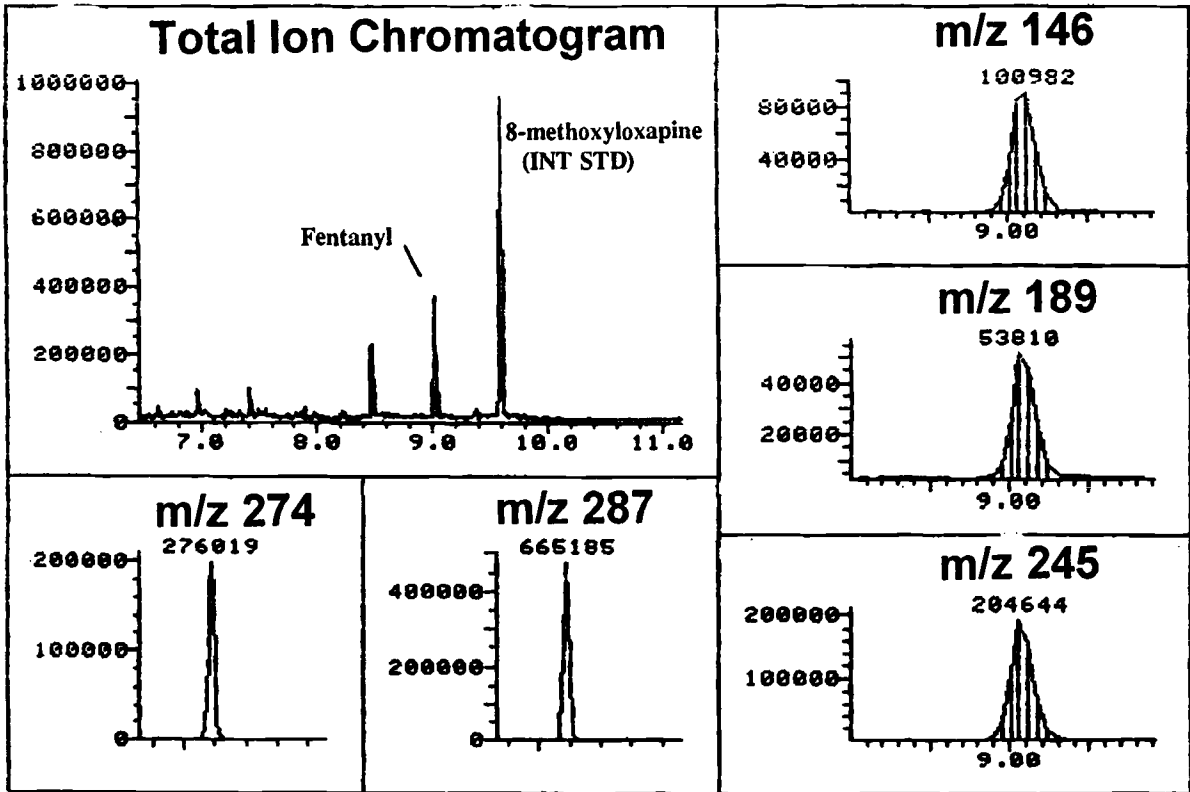 Total Ion Chromatogram
1000000
800000
600000
400000
200000
0
8-methoxyloxapine
(INT STD)
Fentanyl
7.0 8.0 9.0 10.0 11.0
m/z 146
100982
80000
40000
9.00
m/z 189
53810
40000
20000
9.00
m/z 274
276019
200000
100000
0
m/z 287
665185
400000
200000
0
m/z 245
204644
200000
100000
9.00